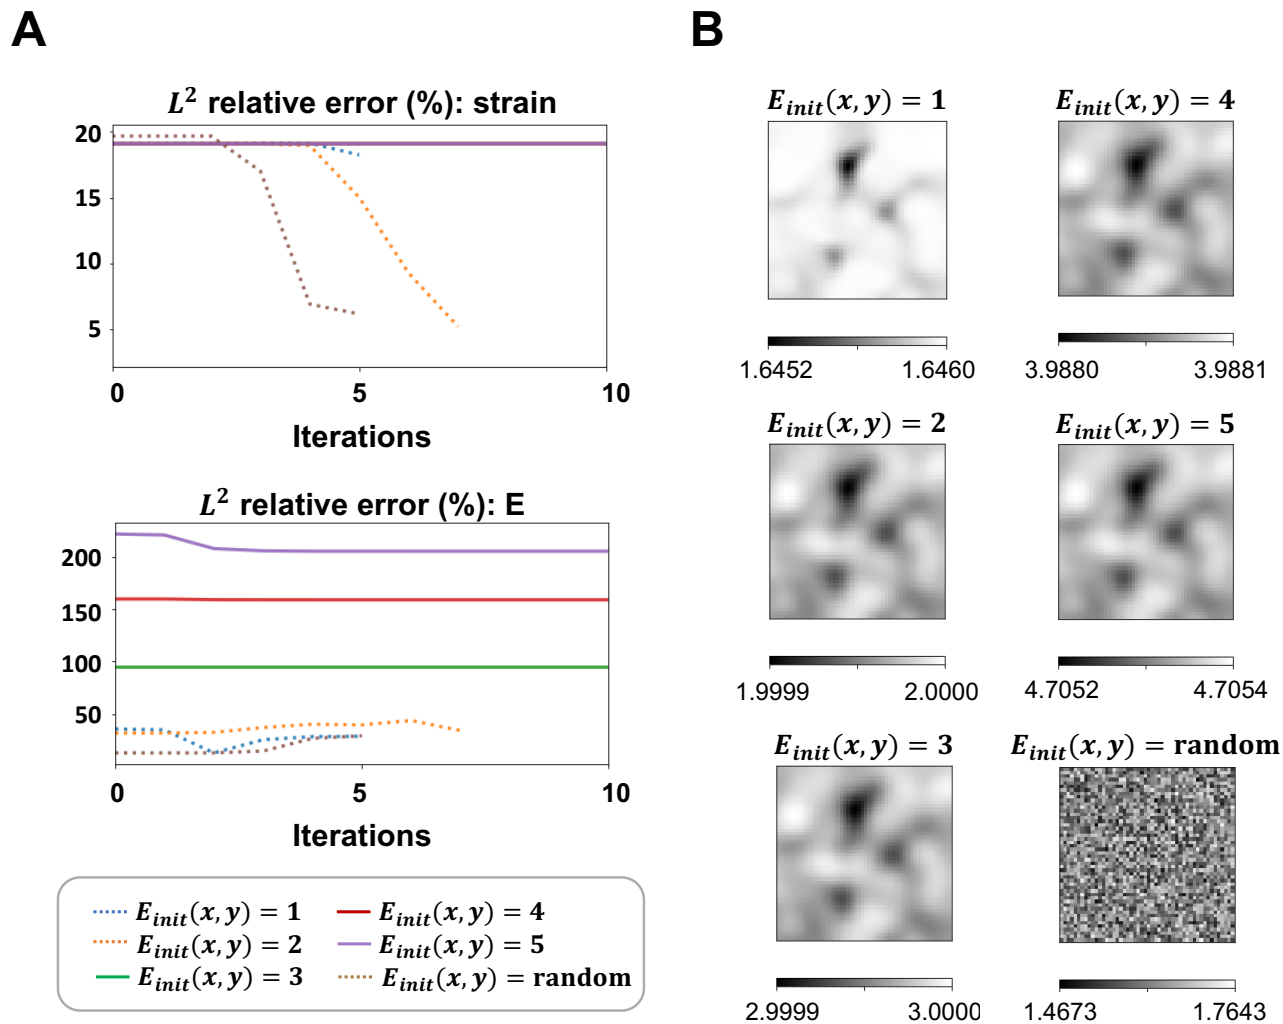 A
L² relative error (%): strain
20
15
10
5
0 5 10
Iterations
L² relative error (%): E
200
150
100
50
0 5 10
Iterations
E_init(x, y) = 1
E_init(x, y) = 2
E_init(x, y) = 3
E_init(x, y) = 4
E_init(x, y) = 5
E_init(x, y) = random
B
E_init(x, y) = 1
1.6452 1.6460
E_init(x, y) = 4
3.9880 3.9881
E_init(x, y) = 2
1.9999 2.0000
E_init(x, y) = 5
4.7052 4.7054
E_init(x, y) = 3
2.9999 3.0000
E_init(x, y) = random
1.4673 1.7643